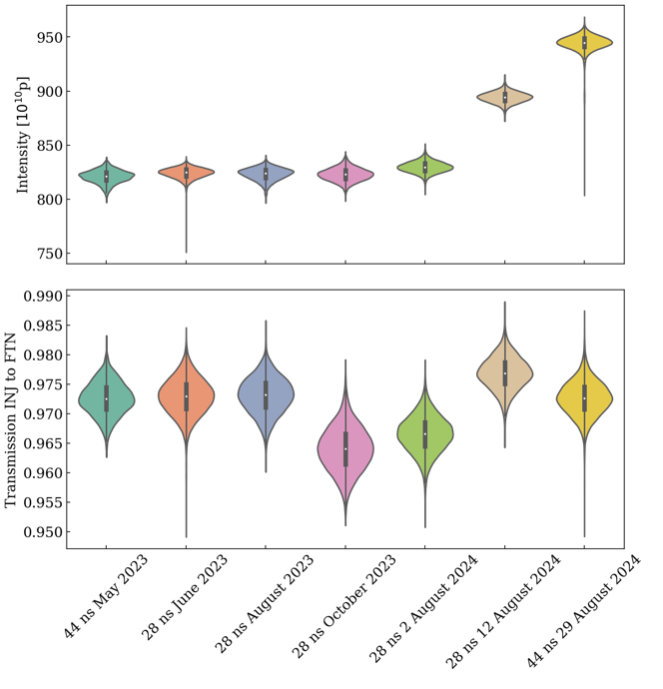 Intensity [10¹⁰p]
950
900
850
800
750
Transmission INJ to FTN
0.990
0.985
0.980
0.975
0.970
0.965
0.960
0.955
0.950
44 ns May 2023
28 ns June 2023
28 ns August 2023
28 ns October 2023
28 ns 2 August 2024
28 ns 12 August 2024
44 ns 29 August 2024